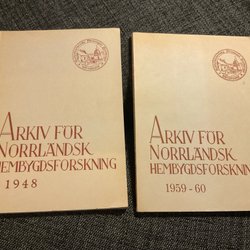 ARKIV FÖR
NORRLÄNDSK
HEMBYGDSFORSKNING
1948
ARKIV FÖR
NORRLÄNDSK
HEMBYGDSFORSKNING
1959-60